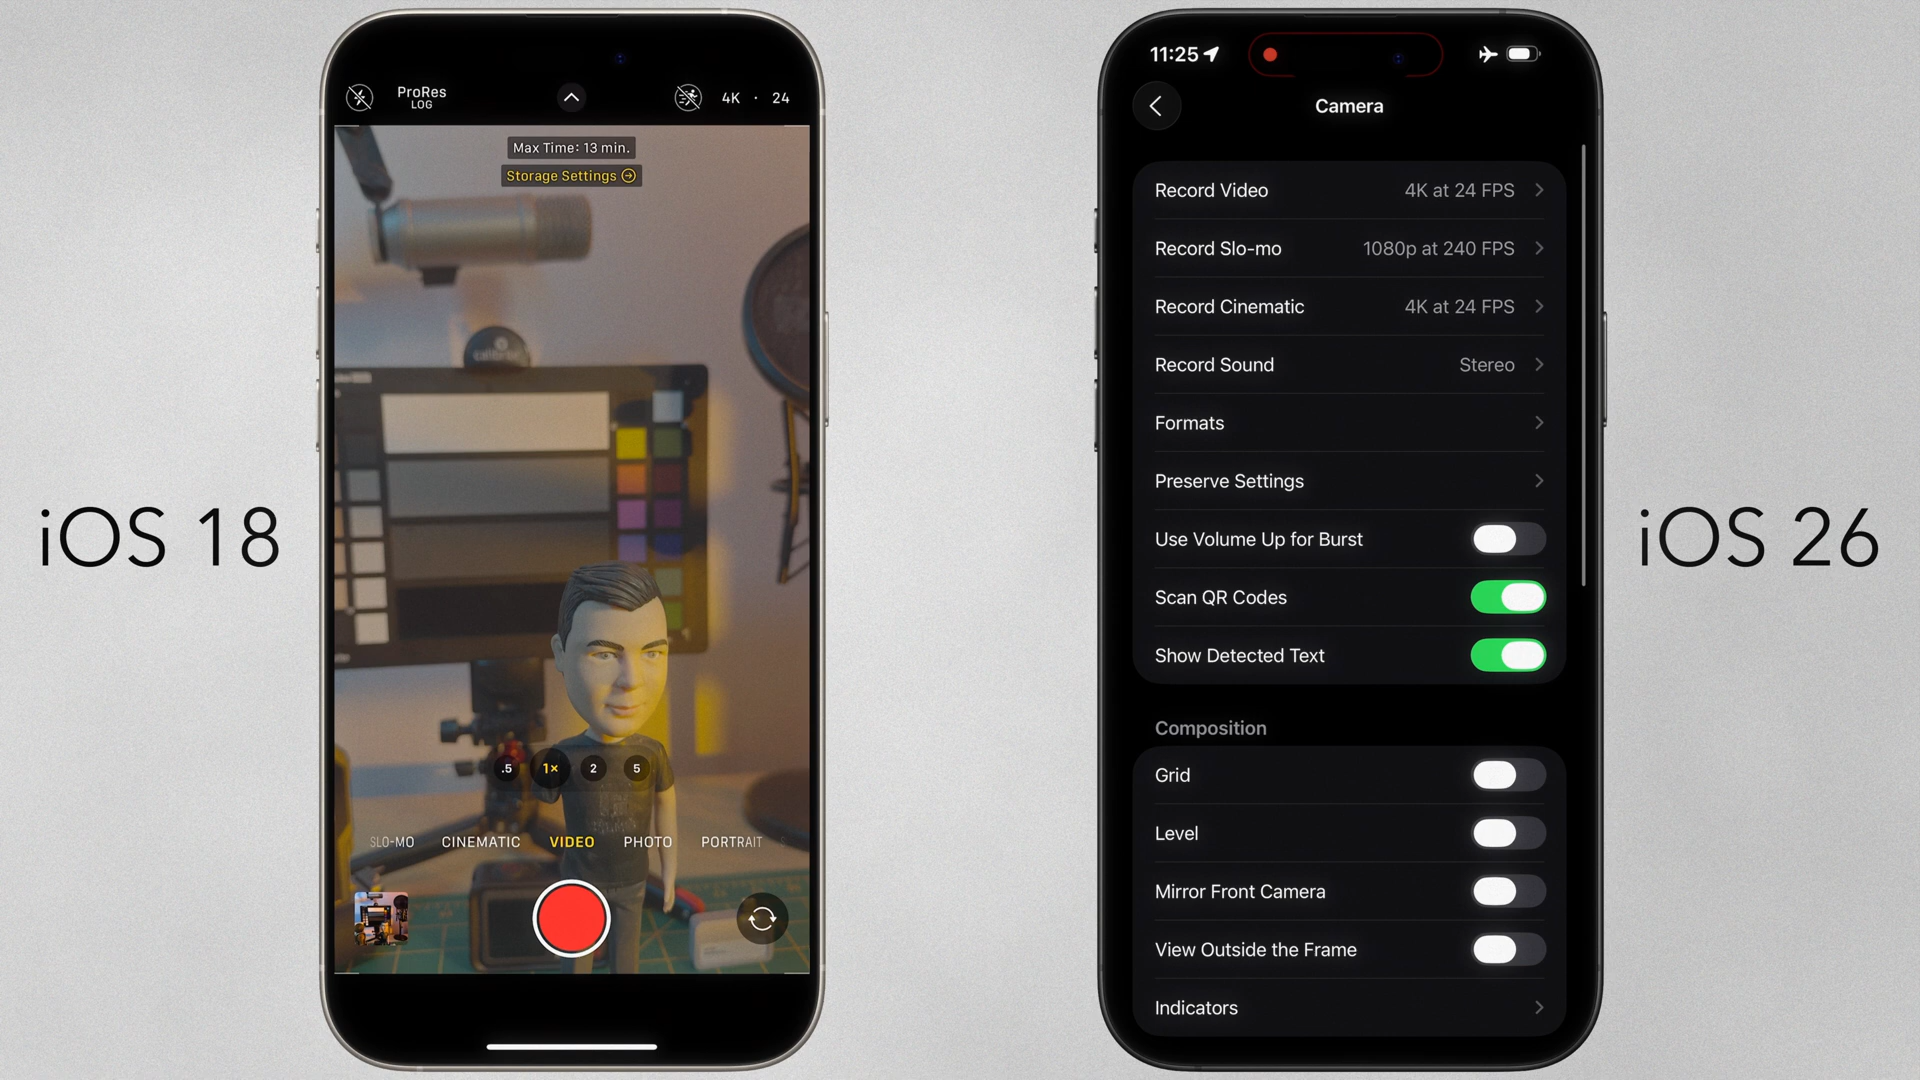 iOS 18
ProRes
LOG
4K · 24
Max Time: 13 min.
Storage Settings
calibrite
.5 1× 2 5
SLO-MO CINEMATIC VIDEO PHOTO PORTRAIT
11:25
Camera
Record Video 4K at 24 FPS
Record Slo-mo 1080p at 240 FPS
Record Cinematic 4K at 24 FPS
Record Sound Stereo
Formats
Preserve Settings
Use Volume Up for Burst
Scan QR Codes
Show Detected Text
Composition
Grid
Level
Mirror Front Camera
View Outside the Frame
Indicators
iOS 26